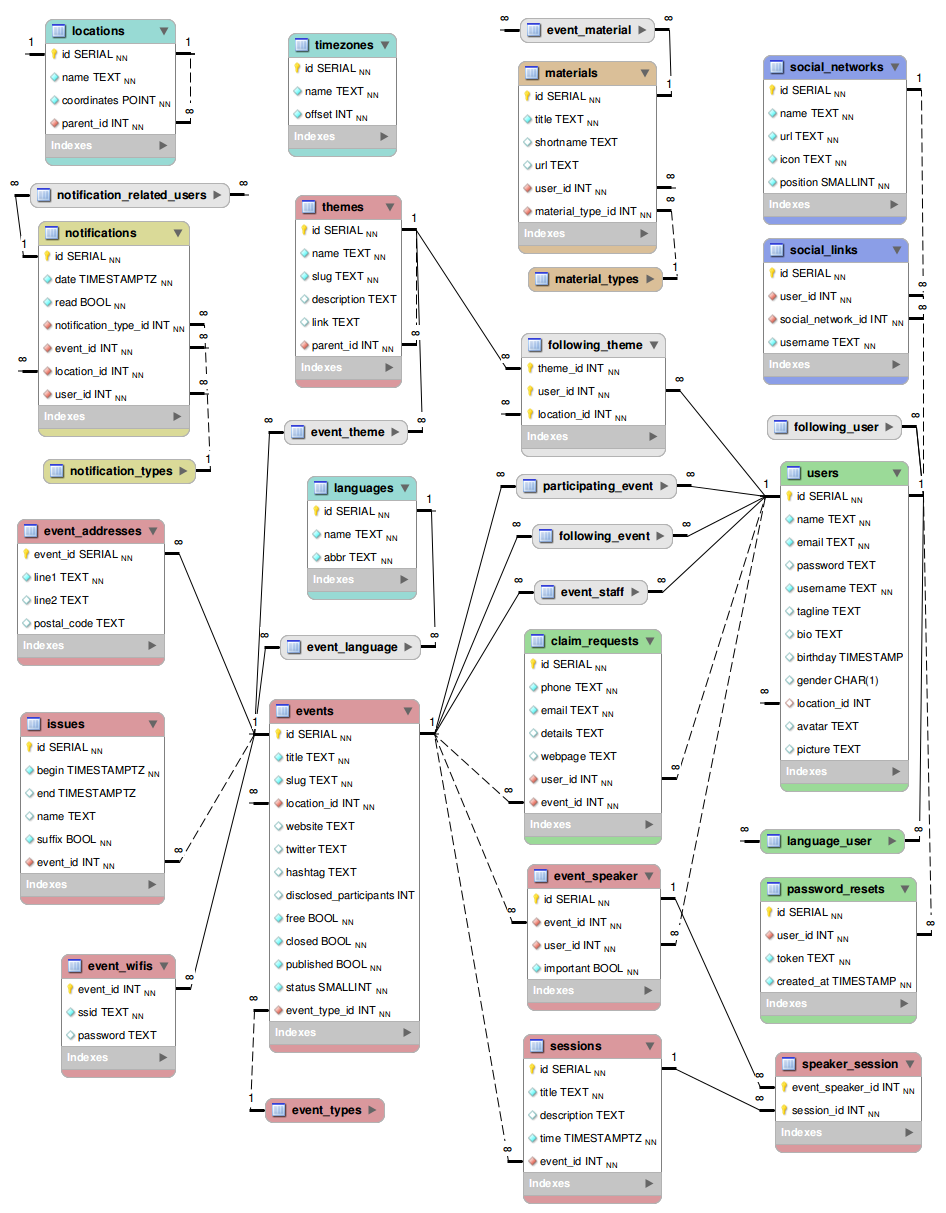 locations
id SERIAL NN
name TEXT NN
coordinates POINT NN
parent_id INT NN
Indexes
1
1
∞
timezones
id SERIAL NN
name TEXT NN
offset INT NN
Indexes
∞
event_material
∞
materials
id SERIAL NN
title TEXT NN
shortname TEXT
url TEXT
user_id INT NN
material_type_id INT NN
Indexes
1
∞
∞
material_types
1
social_networks
id SERIAL NN
name TEXT NN
url TEXT NN
icon TEXT NN
position SMALLINT NN
Indexes
1
social_links
id SERIAL NN
user_id INT NN
social_network_id INT NN
username TEXT NN
Indexes
∞
∞
∞
notification_related_users
∞
notifications
id SERIAL NN
date TIMESTAMPTZ NN
read BOOL NN
notification_type_id INT NN
event_id INT NN
location_id INT NN
user_id INT NN
Indexes
1
∞
∞
∞
∞
notification_types
1
themes
id SERIAL NN
name TEXT NN
slug TEXT NN
description TEXT
link TEXT
parent_id INT NN
Indexes
1
∞
∞
event_theme
∞
following_theme
theme_id INT NN
user_id INT NN
location_id INT NN
Indexes
∞
∞
∞
following_user
∞
languages
id SERIAL NN
name TEXT NN
abbr TEXT NN
Indexes
1
∞
event_language
∞
∞
participating_event
∞
∞
following_event
∞
∞
event_staff
∞
users
id SERIAL NN
name TEXT NN
email TEXT NN
password TEXT
username TEXT NN
tagline TEXT
bio TEXT
birthday TIMESTAMP
gender CHAR(1)
location_id INT
avatar TEXT
picture TEXT
Indexes
1
1
∞
event_addresses
event_id SERIAL NN
line1 TEXT NN
line2 TEXT
postal_code TEXT
Indexes
∞
issues
id SERIAL NN
begin TIMESTAMPTZ NN
end TIMESTAMPTZ
name TEXT
suffix BOOL NN
event_id INT NN
Indexes
∞
event_wifis
event_id INT NN
ssid TEXT NN
password TEXT
Indexes
∞
events
id SERIAL NN
title TEXT NN
slug TEXT NN
location_id INT NN
website TEXT
twitter TEXT
hashtag TEXT
disclosed_participants INT
free BOOL NN
closed BOOL NN
published BOOL NN
status SMALLINT NN
event_type_id INT NN
Indexes
1
1
∞
∞
1
event_types
claim_requests
id SERIAL NN
phone TEXT NN
email TEXT NN
details TEXT
webpage TEXT
user_id INT NN
event_id INT NN
Indexes
∞
∞
event_speaker
id SERIAL NN
event_id INT NN
user_id INT NN
important BOOL NN
Indexes
1
∞
∞
sessions
id SERIAL NN
title TEXT NN
description TEXT
time TIMESTAMPTZ NN
event_id INT NN
Indexes
1
∞
∞
language_user
∞
password_resets
id SERIAL NN
user_id INT NN
token TEXT NN
created_at TIMESTAMP NN
Indexes
∞
speaker_session
event_speaker_id INT NN
session_id INT NN
Indexes
∞
∞